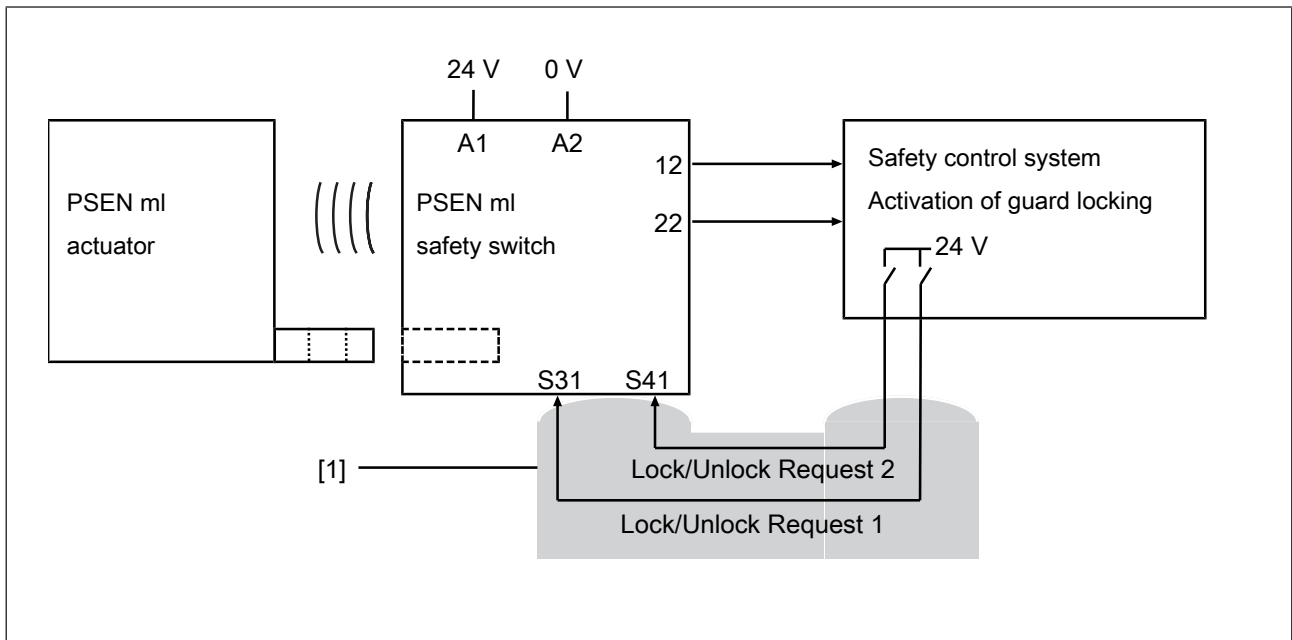 24 V 0 V
A1 A2
12
22
PSEN ml
actuator
PSEN ml
safety switch
Safety control system
Activation of guard locking
24 V
S31 S41
[1]
Lock/Unlock Request 2
Lock/Unlock Request 1